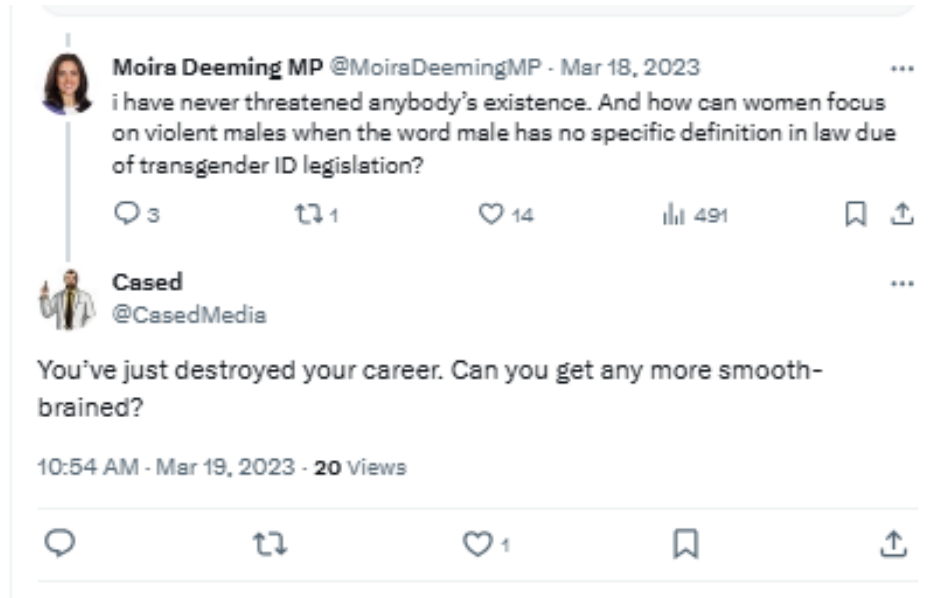 Moira Deeming MP @MoiraDeemingMP · Mar 18, 2023
i have never threatened anybody's existence. And how can women focus
on violent males when the word male has no specific definition in law due
of transgender ID legislation?
3 1 14 491
Cased
@CasedMedia
You've just destroyed your career. Can you get any more smooth-
brained?
10:54 AM · Mar 19, 2023 · 20 Views
1